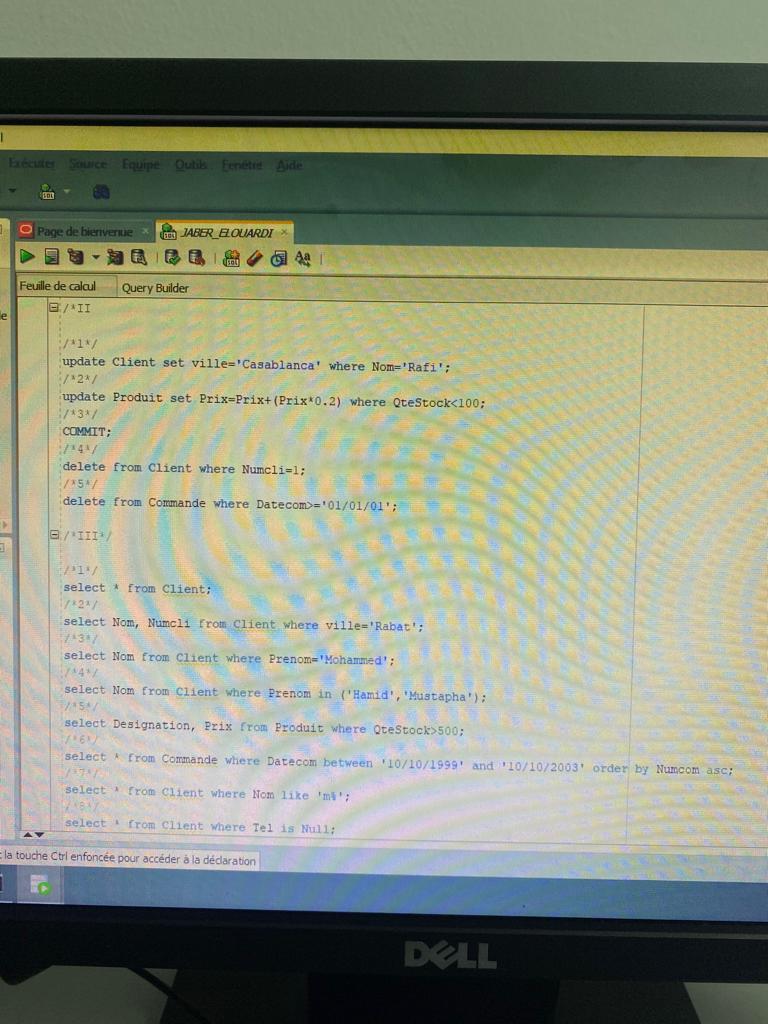 Exécuter Source Equipe Outils Fenêtre Aide
Page de bienvenue JABER_ELOUARDI
Feuille de calcul Query Builder
/*II
/*1*/
update Client set ville='Casablanca' where Nom='Rafi';
/*2*/
update Produit set Prix=Prix+(Prix*0.2) where QteStock<100;
/*3*/
COMMIT;
/*4*/
delete from Client where Numcli=1;
/*5*/
delete from Commande where Datecom>='01/01/01';
/*III*/
/*1*/
select * from Client;
/*2*/
select Nom, Numcli from Client where ville='Rabat';
/*3*/
select Nom from Client where Prenom='Mohammed';
/*4*/
select Nom from Client where Prenom in ('Hamid','Mustapha');
/*5*/
select Designation, Prix from Produit where QteStock>500;
/*6*/
select * from Commande where Datecom between '10/10/1999' and '10/10/2003' order by Numcom asc;
/*7*/
select * from Client where Nom like 'm%';
/*8*/
select * from Client where Tel is Null;
la touche Ctrl enfoncée pour accéder à la déclaration
DELL